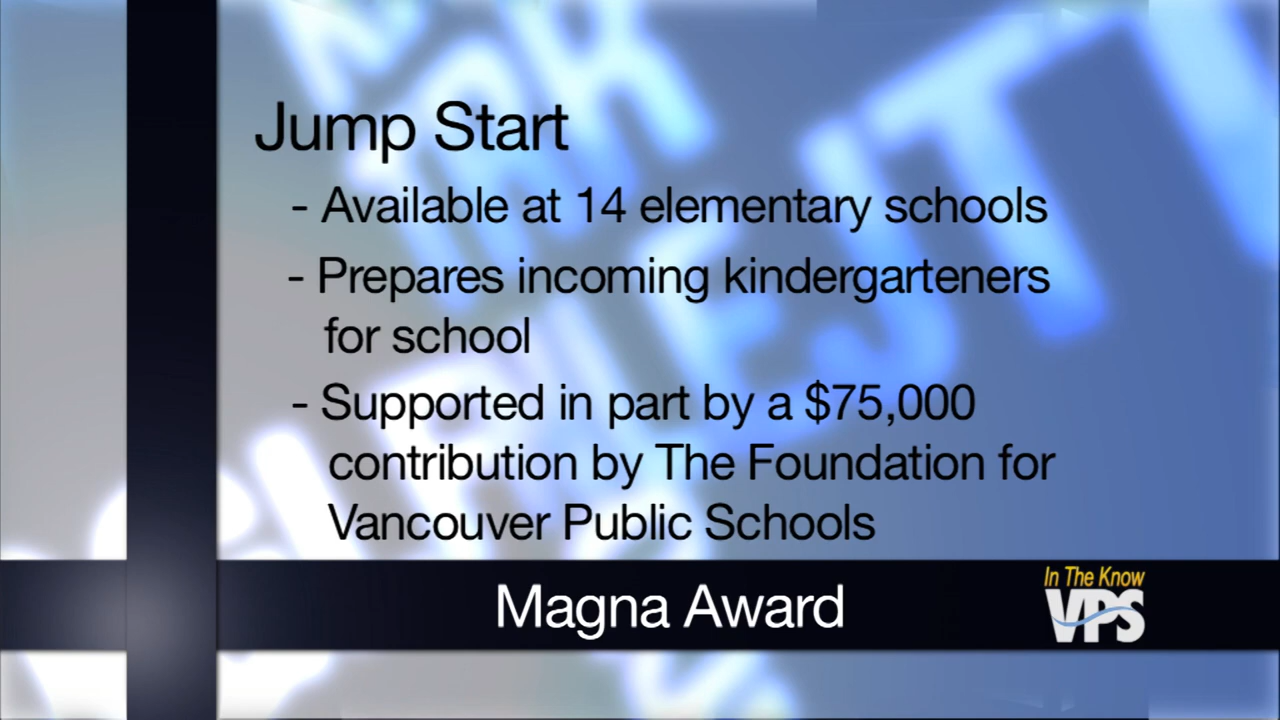 Jump Start
- Available at 14 elementary schools
- Prepares incoming kindergarteners
for school
- Supported in part by a $75,000
contribution by The Foundation for
Vancouver Public Schools
Magna Award
In The Know
VPS